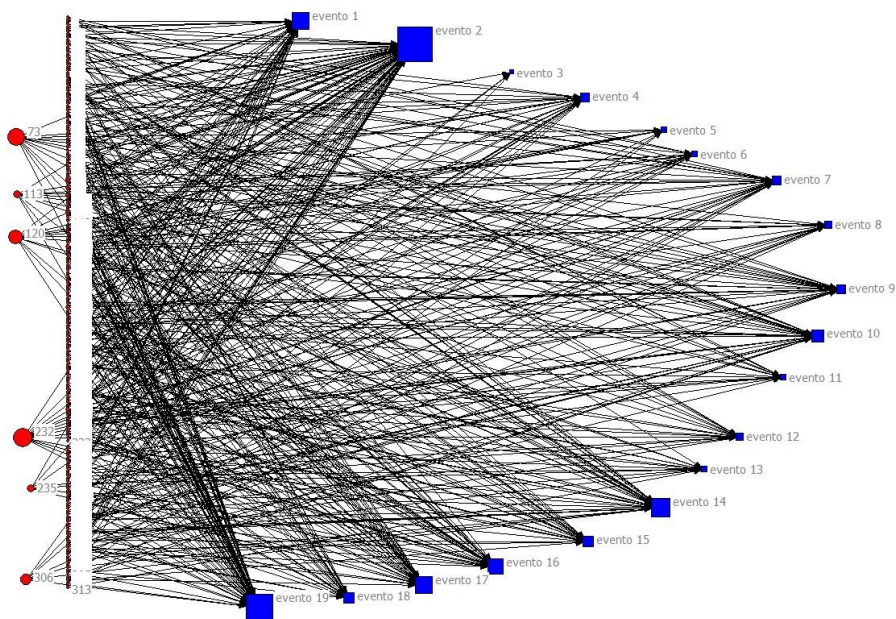 evento 1
evento 2
evento 3
evento 4
73
evento 5
evento 6
evento 7
113
evento 8
120
evento 9
evento 10
evento 11
232
evento 12
evento 13
235
evento 14
evento 15
evento 16
306
evento 17
313
evento 19
evento 18